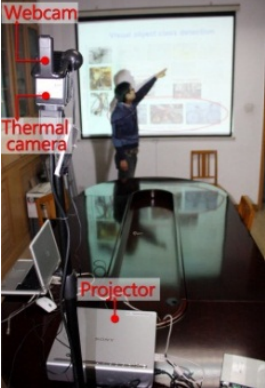 Webcam
Visual object class detection
Thermal
camera
Projector